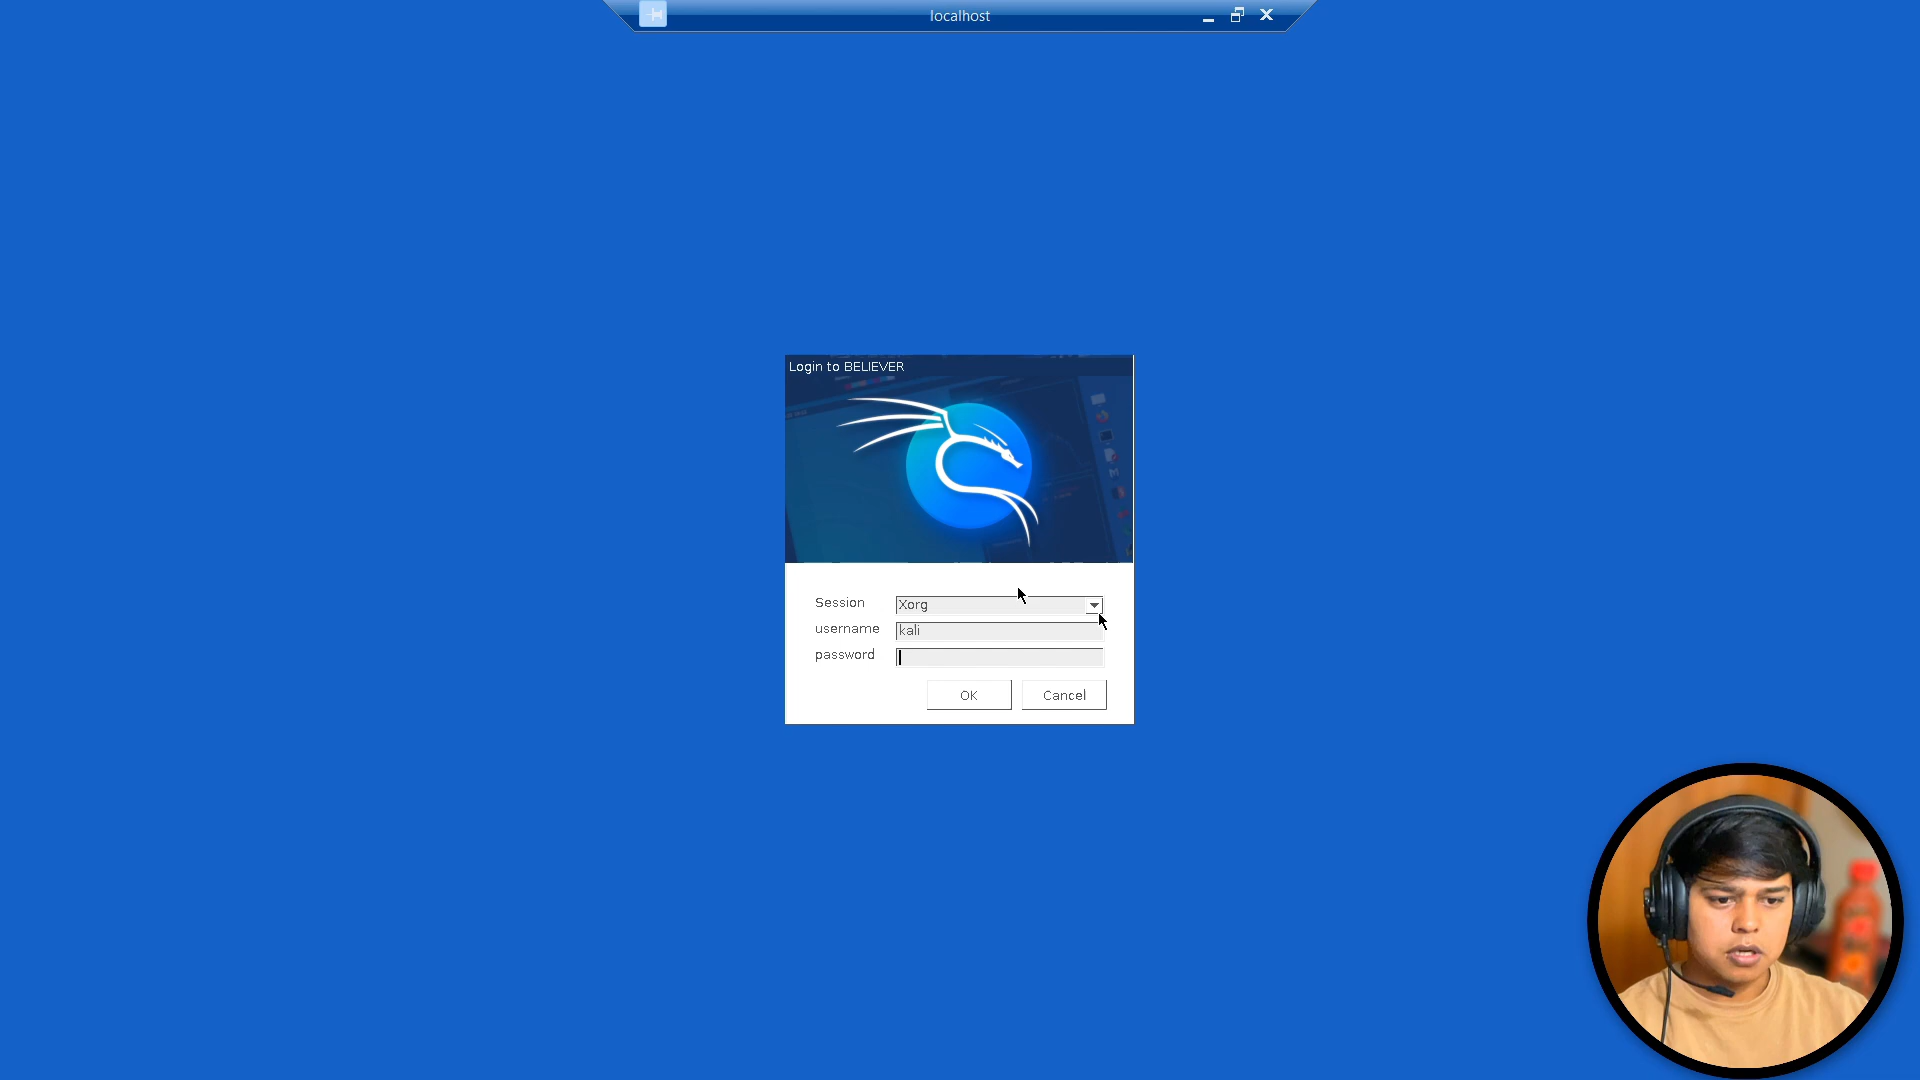 localhost
Login to BELIEVER
Session
Xorg
username
kali
password
OK
Cancel